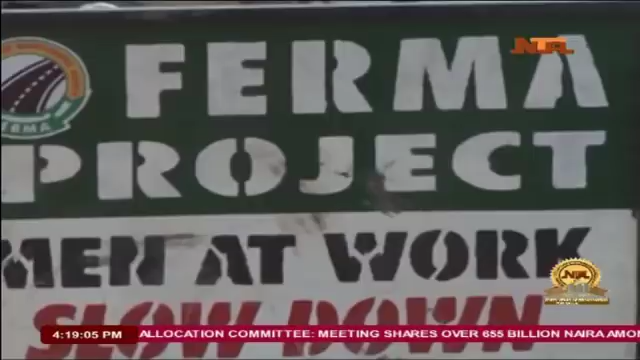 NTA
FERMA
FERMA
PROJECT
MEN AT WORK
SLOW DOWN
4:19:05 PM
ALLOCATION COMMITTEE: MEETING SHARES OVER 655 BILLION NAIRA AMO